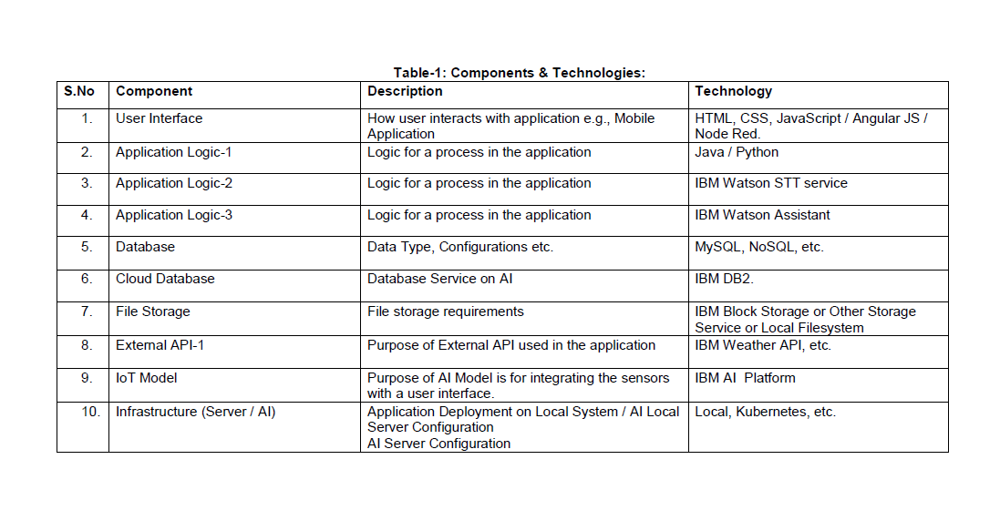 Table-1: Components & Technologies:
S.No Component Description Technology
1. User Interface How user interacts with application e.g., Mobile HTML, CSS, JavaScript / Angular JS /
Application Node Red.
2. Application Logic-1 Logic for a process in the application Java / Python
3. Application Logic-2 Logic for a process in the application IBM Watson STT service
4. Application Logic-3 Logic for a process in the application IBM Watson Assistant
5. Database Data Type, Configurations etc. MySQL, NoSQL, etc.
6. Cloud Database Database Service on AI IBM DB2.
7. File Storage File storage requirements IBM Block Storage or Other Storage
Service or Local Filesystem
8. External API-1 Purpose of External API used in the application IBM Weather API, etc.
9. IoT Model Purpose of AI Model is for integrating the sensors IBM AI  Platform
with a user interface.
10. Infrastructure (Server / AI) Application Deployment on Local System / AI Local Local, Kubernetes, etc.
Server Configuration
AI Server Configuration